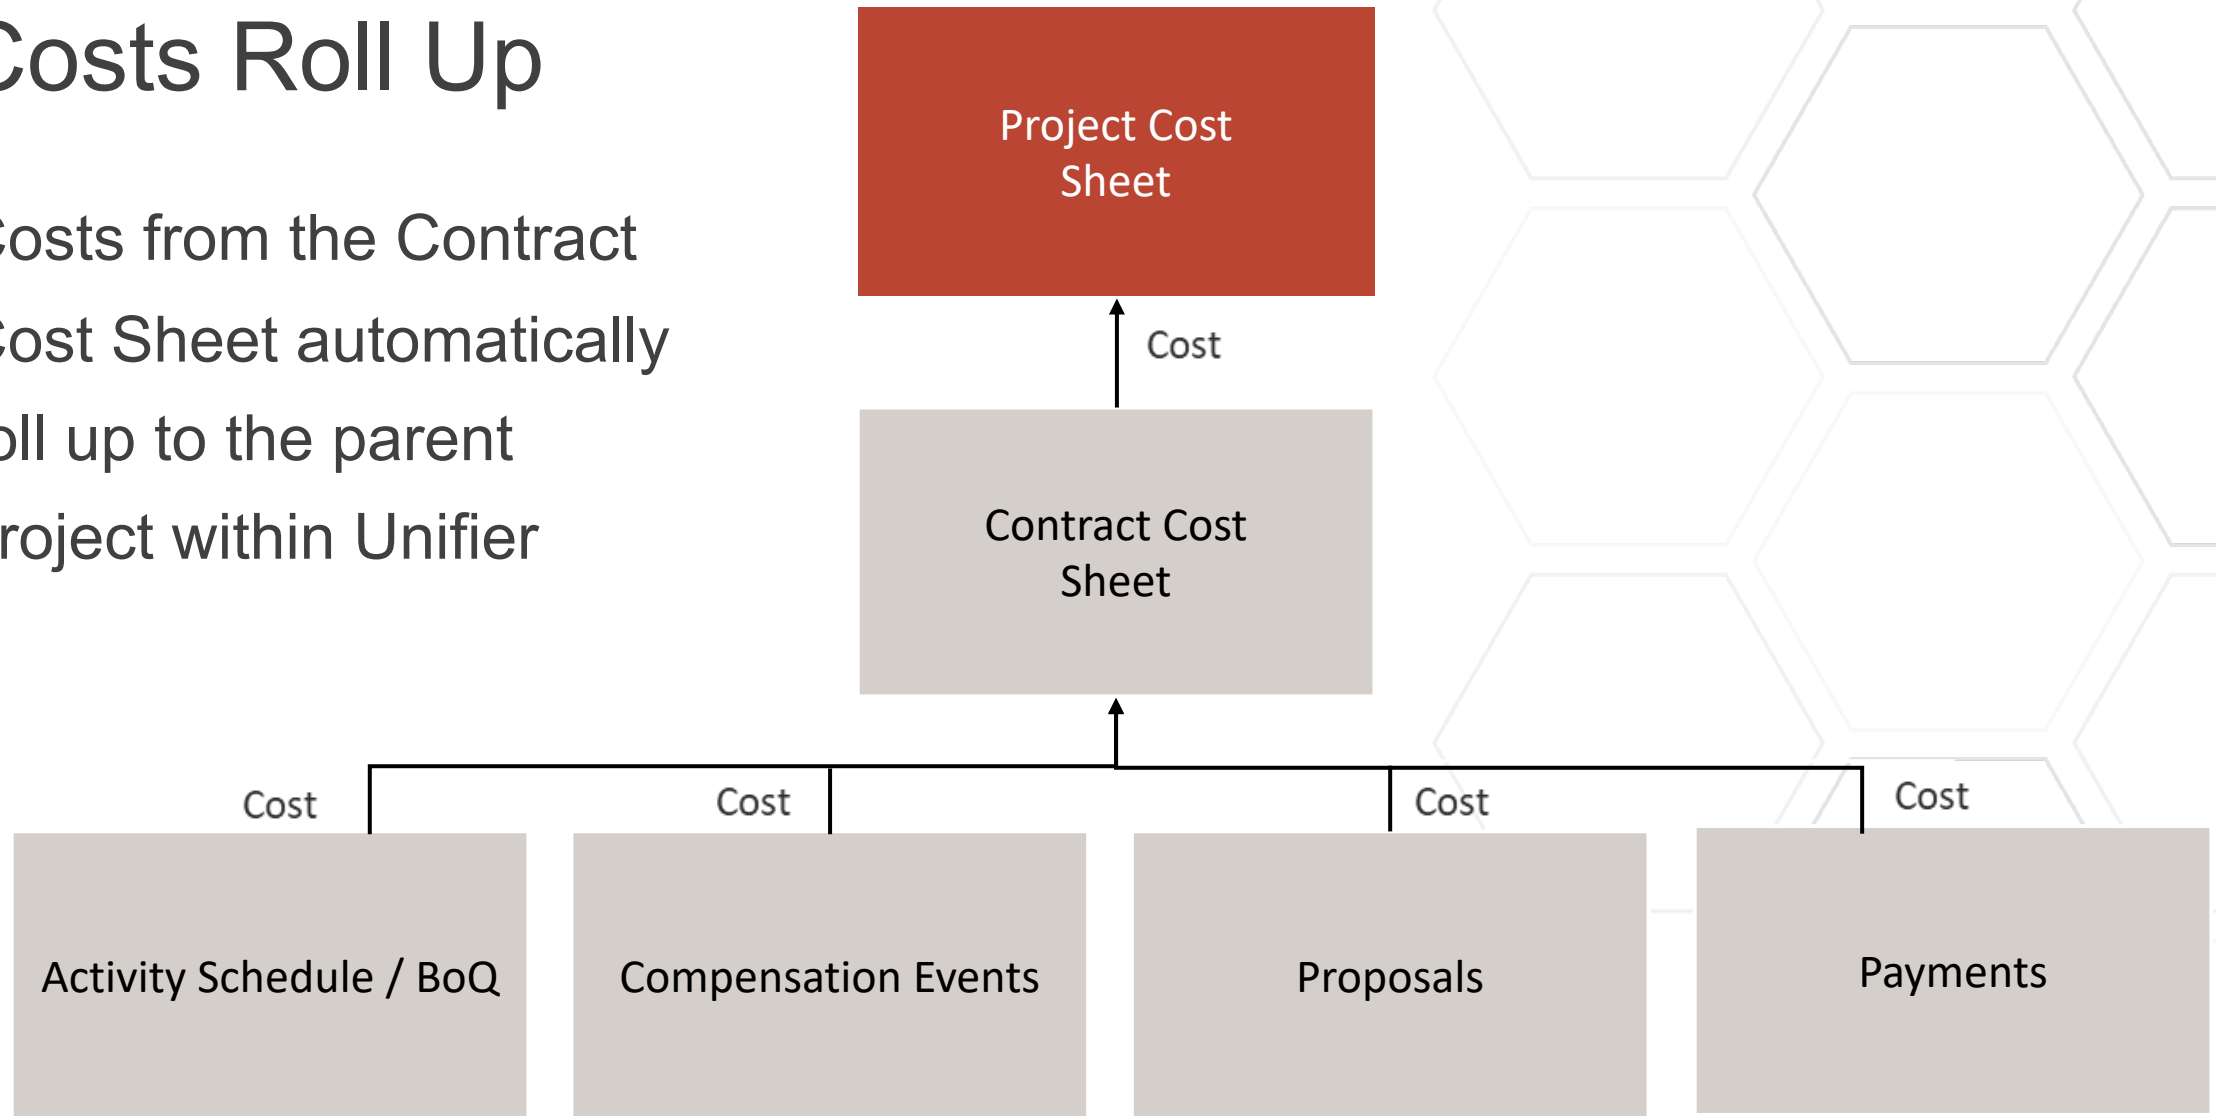 Costs Roll Up
Costs from the Contract
Cost Sheet automatically
oll up to the parent
roject within Unifier
Project Cost
Sheet
Cost
Contract Cost
Sheet
Cost
Cost
Cost
Cost
Activity Schedule / BoQ
Compensation Events
Proposals
Payments